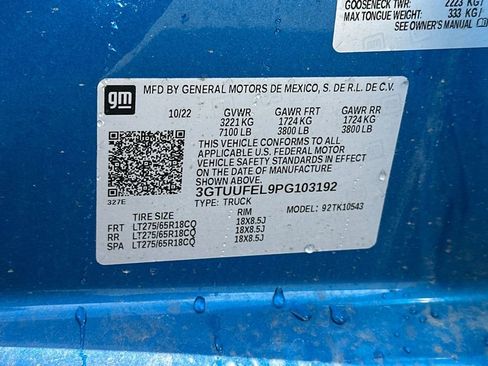 GOOSENECK TWR: 2223 KG/
MAX TONGUE WEIGHT: 333 KG/
SEE OWNER'S MANUAL
gm
MFD BY GENERAL MOTORS DE MEXICO, S. DE R.L. DE C.V.
10/22 GVWR GAWR FRT GAWR RR
3221 KG 1724 KG 1724 KG
7100 LB 3800 LB 3800 LB
THIS VEHICLE CONFORMS TO ALL
APPLICABLE U.S. FEDERAL MOTOR
VEHICLE SAFETY STANDARDS IN EFFECT ON
THE DATE OF MANUFACTURE SHOWN ABOVE.
3GTUUFEL9PG103192
327E
TYPE: TRUCK MODEL: 92TK10543
TIRE SIZE RIM
FRT LT275/65R18CQ 18X8.5J
RR LT275/65R18CQ 18X8.5J
SPA LT275/65R18CQ 18X8.5J